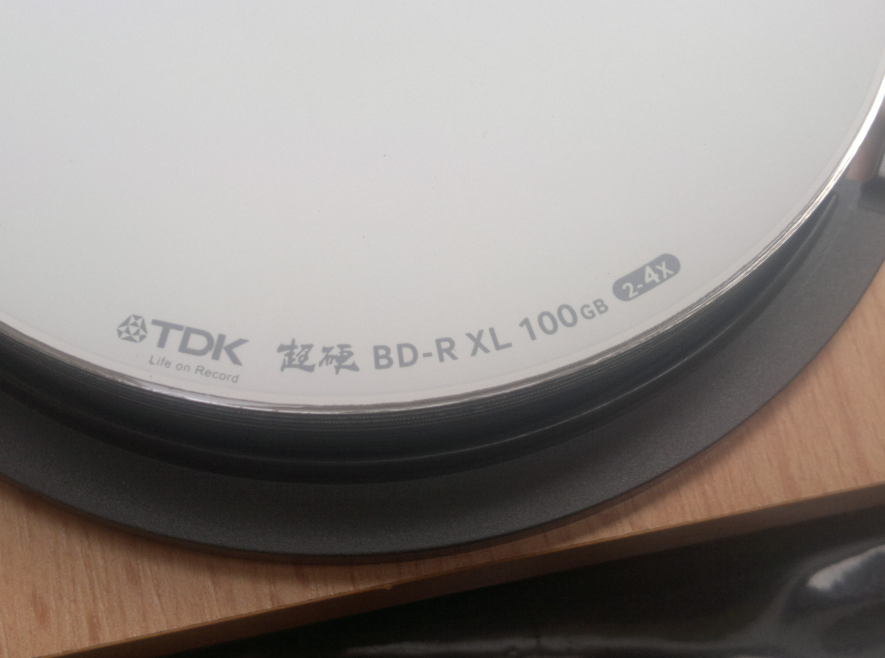 TDK
Life on Record
超硬 BD-R XL 100GB 2-4X